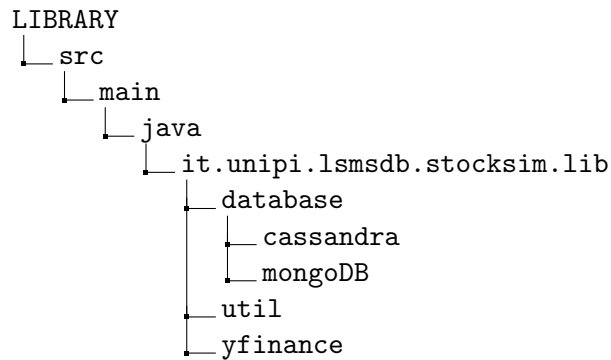 LIBRARY
src
main
java
it.unipi.lsmsdb.stocksim.lib
database
cassandra
mongoDB
util
yfinance